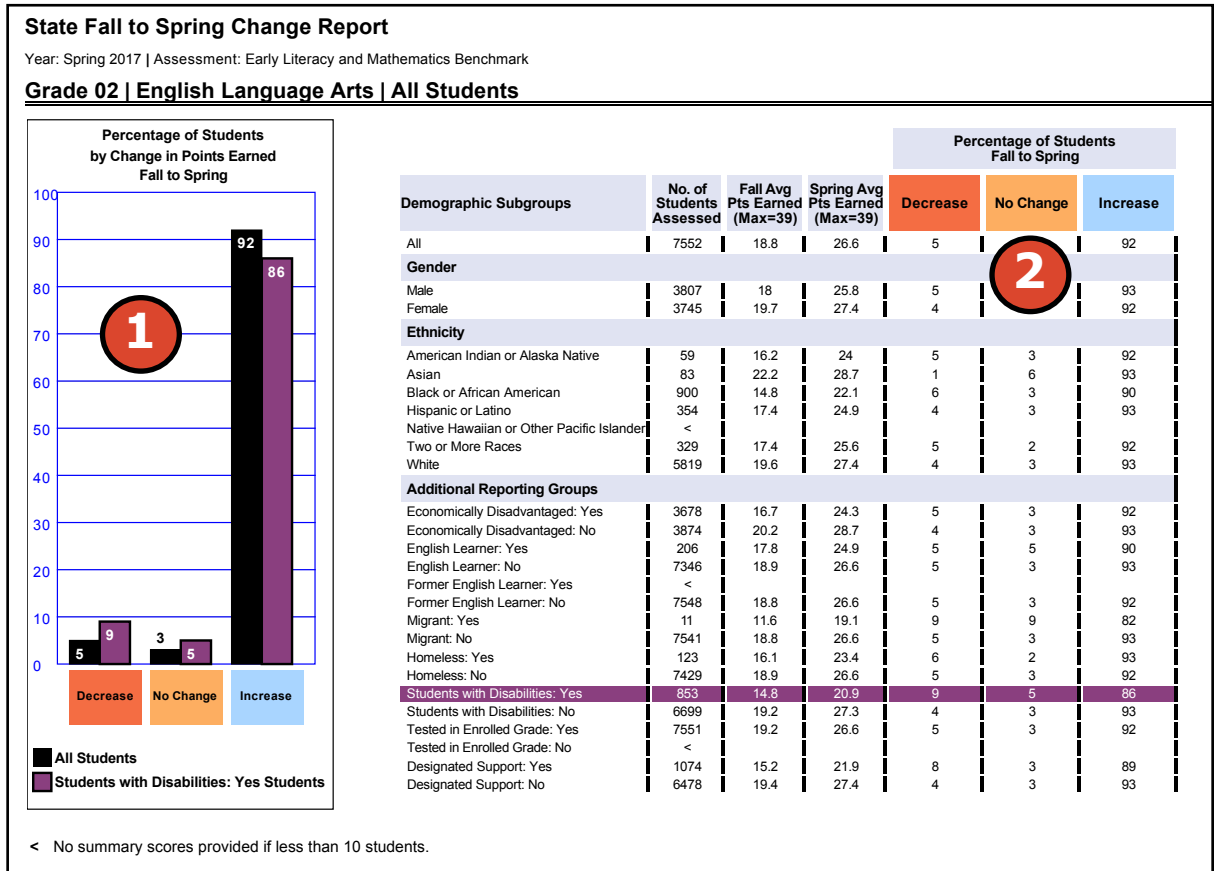 State Fall to Spring Change Report
Year: Spring 2017 | Assessment: Early Literacy and Mathematics Benchmark
Grade 02 | English Language Arts | All Students
Percentage of Students
by Change in Points Earned
Fall to Spring
100
90
80
70
60
50
40
30
20
10
0
1
5
9
3
5
92
86
Decrease No Change Increase
All Students
Students with Disabilities: Yes Students
Percentage of Students
Fall to Spring
Demographic Subgroups
No. of
Students
Assessed
Fall Avg
Pts Earned
(Max=39)
Spring Avg
Pts Earned
(Max=39)
Decrease No Change Increase
2
All 7552 18.8 26.6 5 92
Gender
Male 3807 18 25.8 5 93
Female 3745 19.7 27.4 4 92
Ethnicity
American Indian or Alaska Native 59 16.2 24 5 3 92
Asian 83 22.2 28.7 1 6 93
Black or African American 900 14.8 22.1 6 3 90
Hispanic or Latino 354 17.4 24.9 4 3 93
Native Hawaiian or Other Pacific Islander <
Two or More Races 329 17.4 25.6 5 2 92
White 5819 19.6 27.4 4 3 93
Additional Reporting Groups
Economically Disadvantaged: Yes 3678 16.7 24.3 5 3 92
Economically Disadvantaged: No 3874 20.2 28.7 4 3 93
English Learner: Yes 206 17.8 24.9 5 5 90
English Learner: No 7346 18.9 26.6 5 3 93
Former English Learner: Yes <
Former English Learner: No 7548 18.8 26.6 5 3 92
Migrant: Yes 11 11.6 19.1 9 9 82
Migrant: No 7541 18.8 26.6 5 3 93
Homeless: Yes 123 16.1 23.4 6 2 93
Homeless: No 7429 18.9 26.6 5 3 92
Students with Disabilities: Yes 853 14.8 20.9 9 5 86
Students with Disabilities: No 6699 19.2 27.3 4 3 93
Tested in Enrolled Grade: Yes 7551 19.2 26.6 5 3 92
Tested in Enrolled Grade: No <
Designated Support: Yes 1074 15.2 21.9 8 3 89
Designated Support: No 6478 19.4 27.4 4 3 93
< No summary scores provided if less than 10 students.